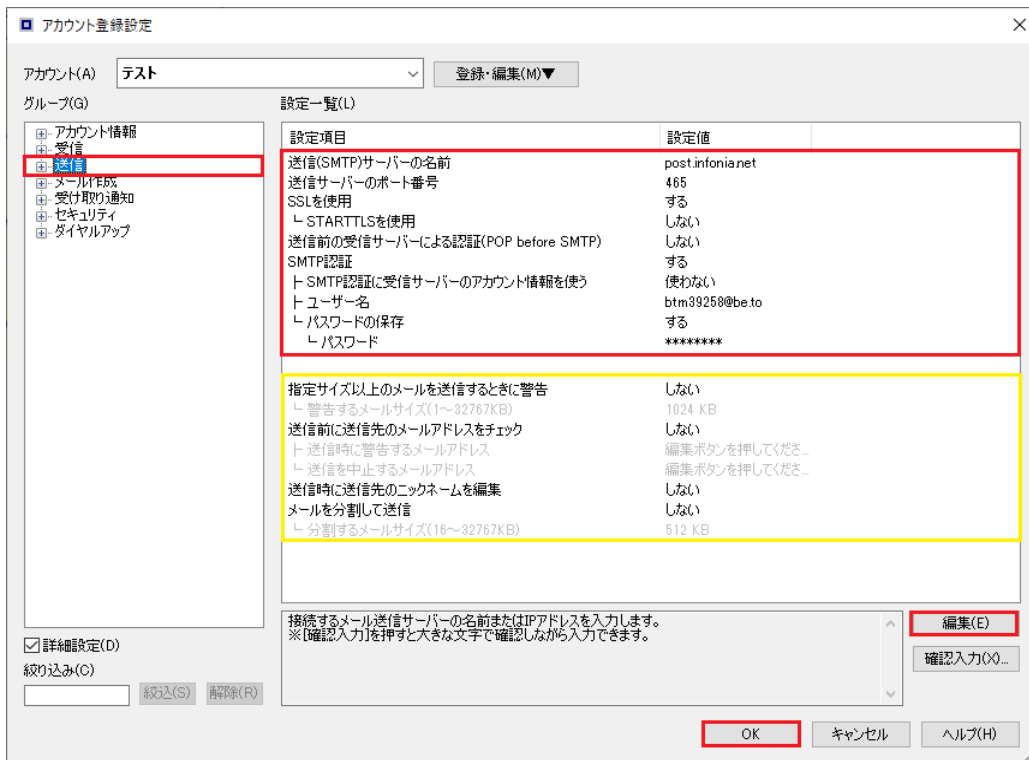 アカウント登録設定
アカウント(A) テスト 登録・編集(M)▼
グループ(G)
設定一覧(L)
アカウント情報
受信
送信
メール作成
受け取り通知
セキュリティ
ダイヤルアップ
設定項目 設定値
送信(SMTP)サーバーの名前 post.infonia.net
送信サーバーのポート番号 465
SSLを使用 する
└ STARTTLSを使用 しない
送信前の受信サーバーによる認証(POP before SMTP) しない
SMTP認証 する
├ SMTP認証に受信サーバーのアカウント情報を使う 使わない
├ ユーザー名 btm39258@be.to
└ パスワードの保存 する
└ パスワード ********
指定サイズ以上のメールを送信するときに警告 しない
└ 警告するメールサイズ(1～32767KB) 1024 KB
送信前に送信先のメールアドレスをチェック しない
├ 送信時に警告するメールアドレス 編集ボタンを押してくださ...
└ 送信を中止するメールアドレス 編集ボタンを押してくださ...
送信時に送信先のニックネームを編集 しない
メールを分割して送信 しない
└ 分割するメールサイズ(16～32767KB) 512 KB
接続するメール送信サーバーの名前またはIPアドレスを入力します。
※[確認入力]を押すと大きな文字で確認しながら入力できます。
編集(E)
確認入力(X)...
詳細設定(D)
絞り込み(C)
絞込(S) 解除(R)
OK キャンセル ヘルプ(H)